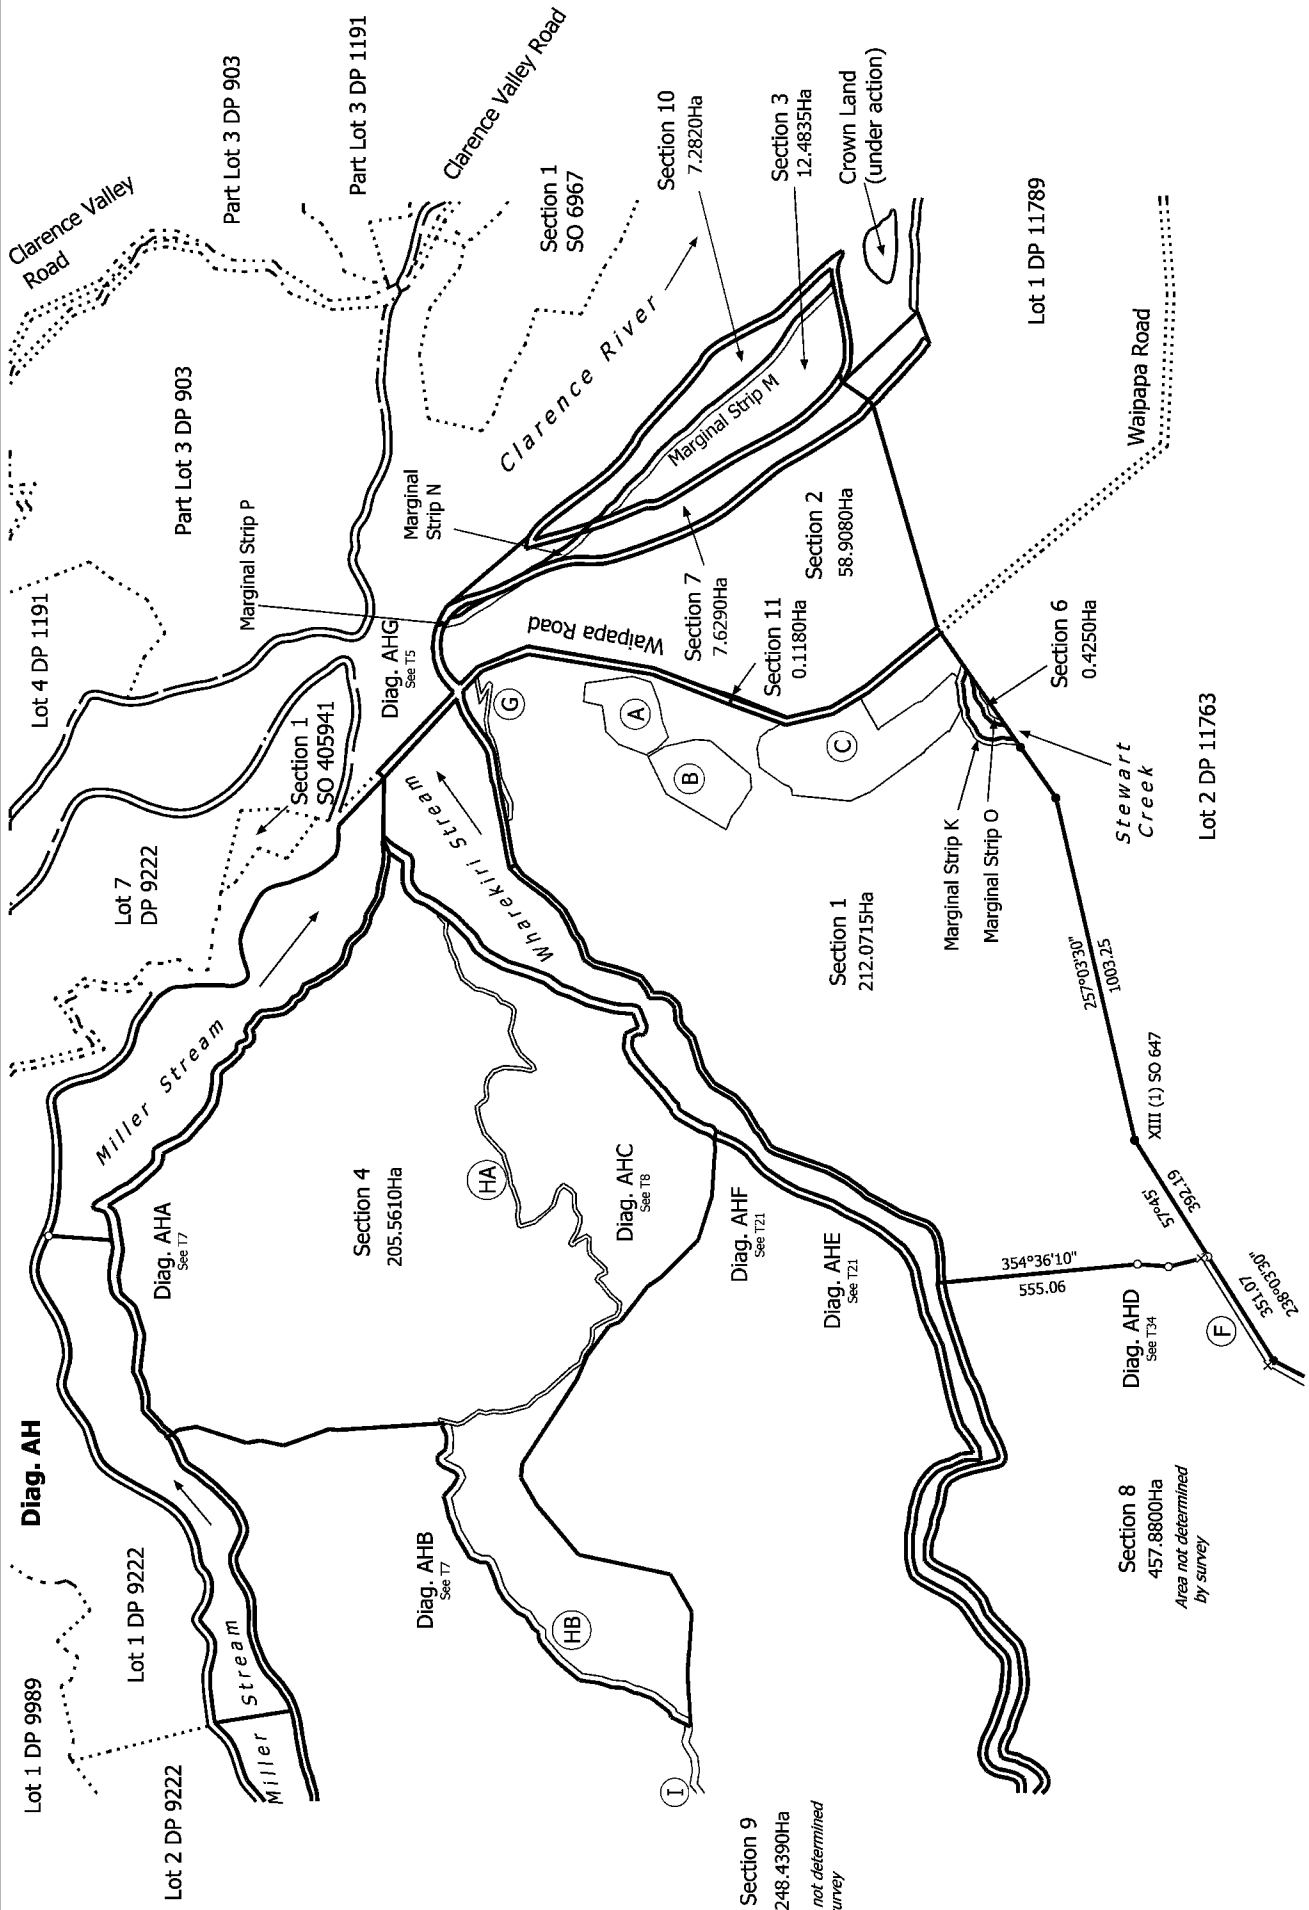 Diag. AH
Lot 1 DP 9989
Lot 1 DP 9222
Lot 2 DP 9222
Miller Stream
Miller Stream
Lot 7
DP 9222
Lot 4 DP 1191
Section 1
SO 405941
Clarence Valley
Road
Part Lot 3 DP 903
Part Lot 3 DP 903
Part Lot 3 DP 1191
Clarence Valley Road
Section 1
SO 6967
Marginal Strip P
Marginal
Strip N
Diag. AHG
See T5
Clarence River
Section 10
7.2820Ha
Section 3
12.4835Ha
Crown Land
(under action)
Lot 1 DP 11789
Waipapa Road
Marginal Strip M
Section 2
58.9080Ha
Section 7
7.6290Ha
Waipapa Road
Section 11
0.1180Ha
Section 6
0.4250Ha
G
A
B
C
Wharekiri Stream
Marginal Strip K
Marginal Strip O
Stewart
Creek
Lot 2 DP 11763
Section 1
212.0715Ha
257°03'30"
1003.25
XIII (1) SO 647
57°45'
392.19
Diag. AHA
See T7
Section 4
205.5610Ha
HA
Diag. AHC
See T8
Diag. AHF
See T21
Diag. AHE
See T21
354°36'10"
555.06
Diag. AHD
See T34
F
351.07
238°03'30"
Diag. AHB
See T7
HB
I
Section 8
457.8800Ha
Area not determined
by survey
Section 9
248.4390Ha
not determined
urvey